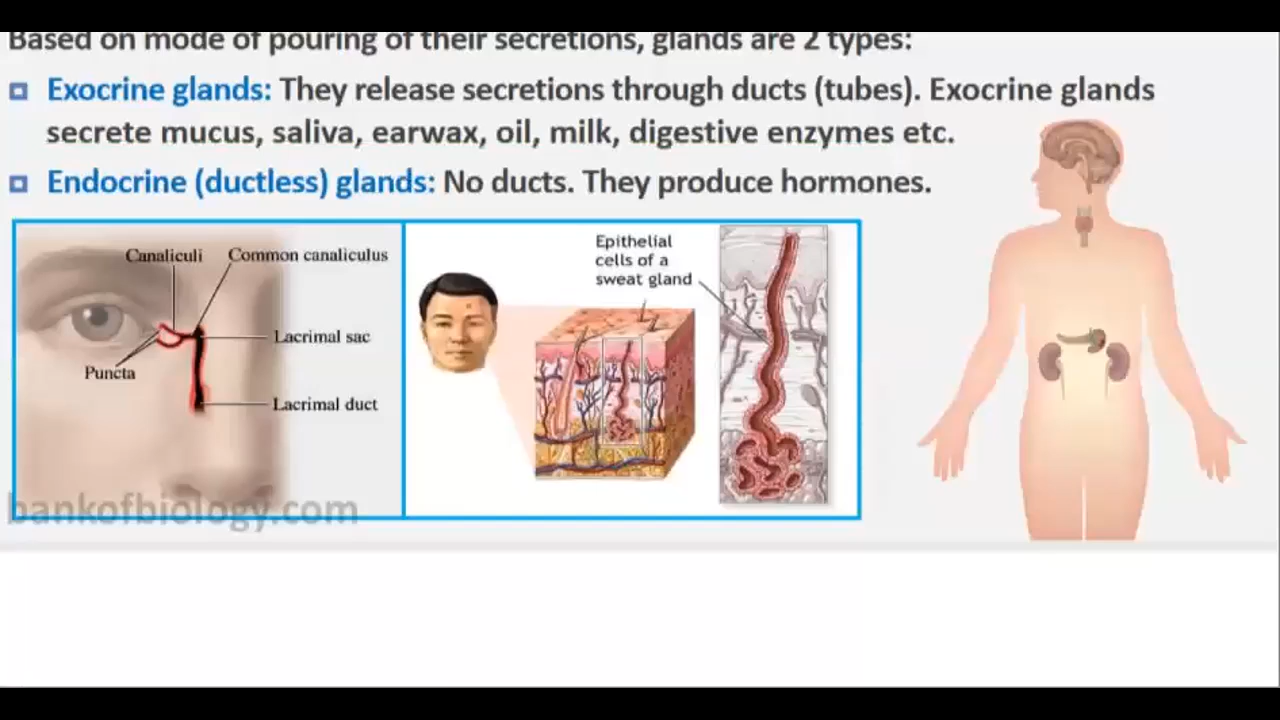 Based on mode of pouring of their secretions, glands are 2 types:
Exocrine glands: They release secretions through ducts (tubes). Exocrine glands
secrete mucus, saliva, earwax, oil, milk, digestive enzymes etc.
Endocrine (ductless) glands: No ducts. They produce hormones.
Canaliculi
Common canaliculus
Lacrimal sac
Puncta
Lacrimal duct
Epithelial
cells of a
sweat gland
bankofbiology.com